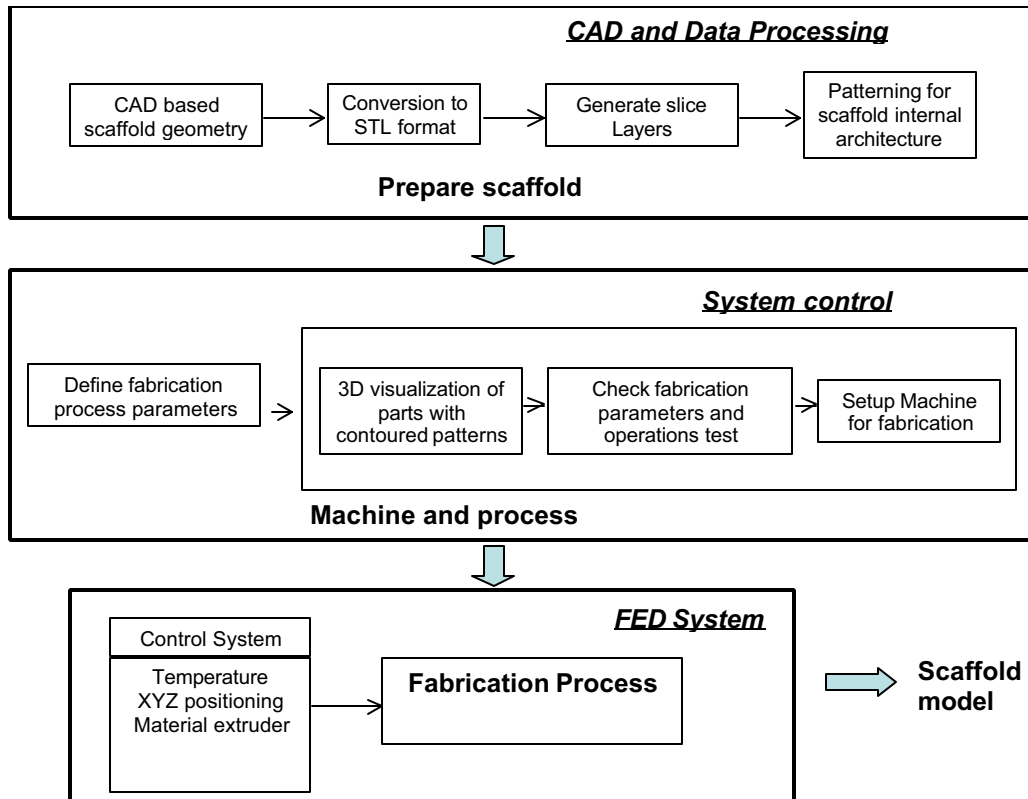 CAD and Data Processing
CAD based
scaffold geometry
Conversion to
STL format
Generate slice
Layers
Patterning for
scaffold internal
architecture
Prepare scaffold
System control
Define fabrication
process parameters
3D visualization of
parts with
contoured patterns
Check fabrication
parameters and
operations test
Setup Machine
for fabrication
Machine and process
FED System
Control System
Temperature
XYZ positioning
Material extruder
Fabrication Process
Scaffold
model